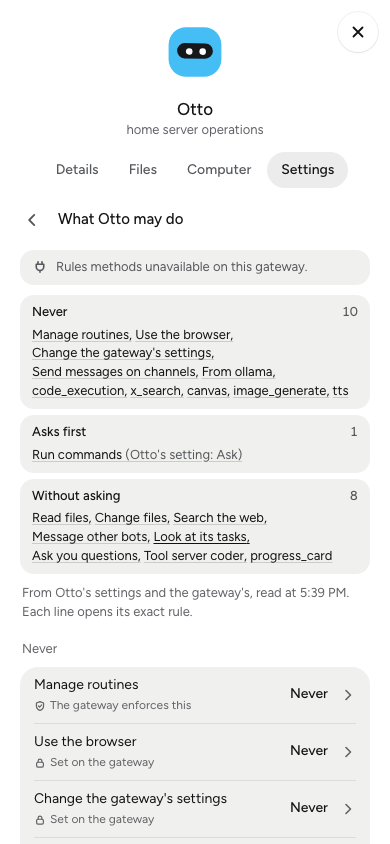 Otto
home server operations
Details Files Computer Settings
What Otto may do
Rules methods unavailable on this gateway.
Never 10
Manage routines, Use the browser,
Change the gateway's settings,
Send messages on channels, From ollama,
code_execution, x_search, canvas, image_generate, tts
Asks first 1
Run commands (Otto's setting: Ask)
Without asking 8
Read files, Change files, Search the web,
Message other bots, Look at its tasks,
Ask you questions, Tool server coder, progress_card
From Otto's settings and the gateway's, read at 5:39 PM.
Each line opens its exact rule.
Never
Manage routines Never
The gateway enforces this
Use the browser Never
Set on the gateway
Change the gateway's settings Never
Set on the gateway